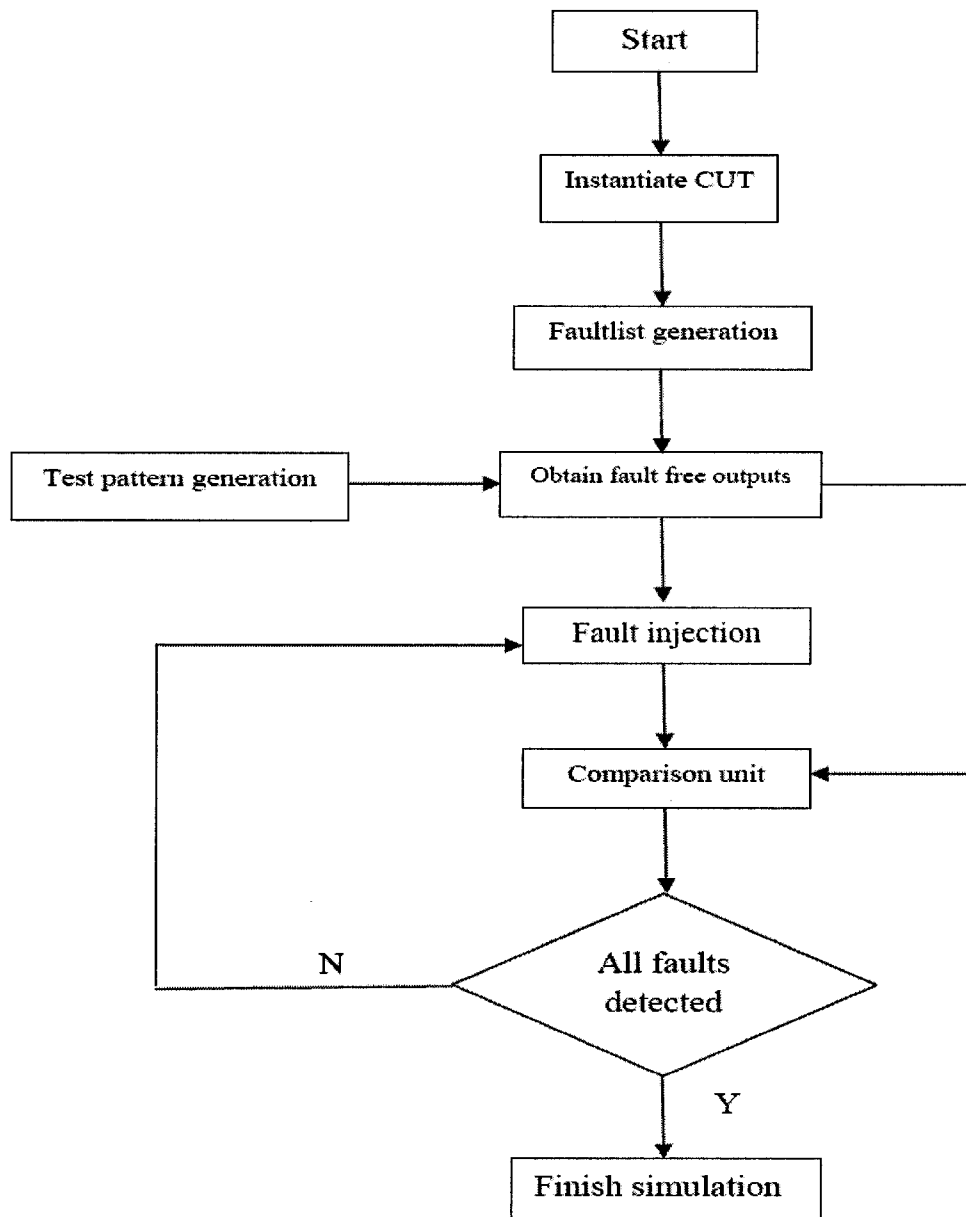 Start
Instantiate CUT
Faultlist generation
Test pattern generation
Obtain fault free outputs
Fault injection
Comparison unit
N
All faults
detected
Y
Finish simulation